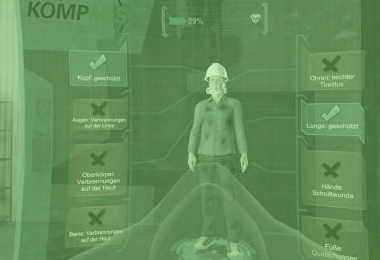 KOMP
29%
Kopf: geschützt
Augen: Verbrennungen
auf der Linse
Oberkörper:
Verbrennungen
auf der Haut
Beine: Verbrennungen
auf der Haut
Ohren: leichter
Tinnitus
Lunge: geschützt
Hände:
Schnittwunde
Füße:
Quetschungen